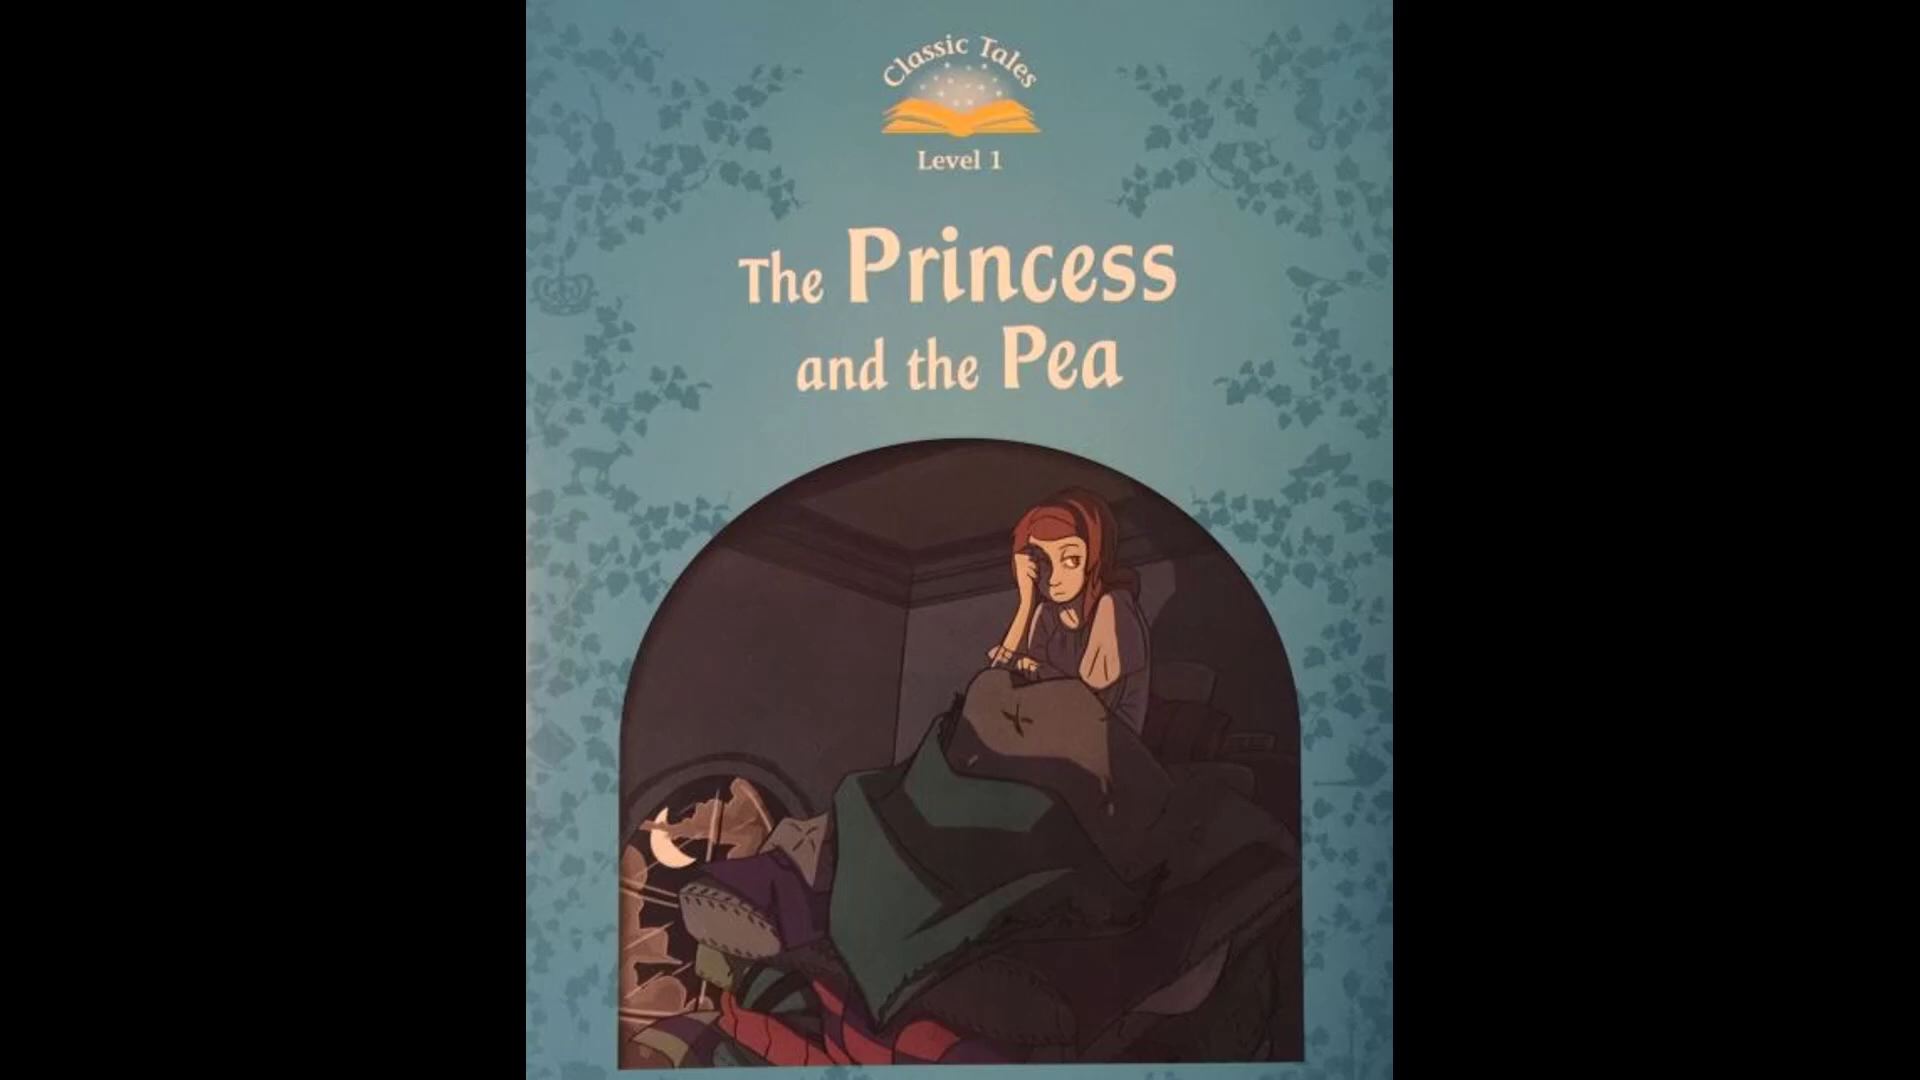 Classic Tales
Level 1
The Princess
and the Pea